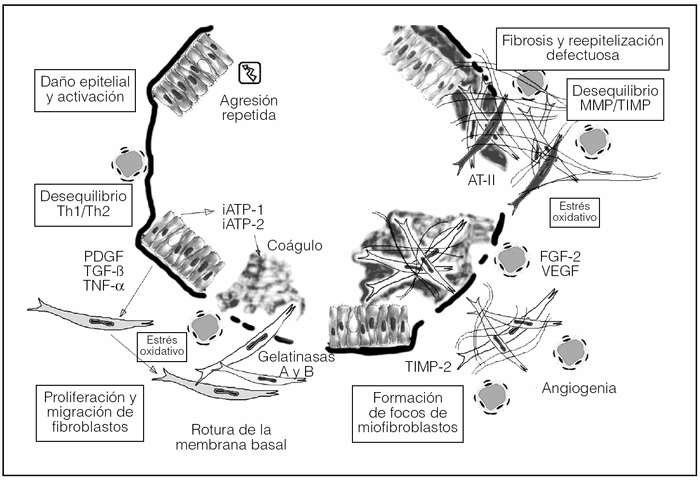 Daño epitelial
y activación
Agresión
repetida
Desequilibrio
Th1/Th2
iATP-1
iATP-2
Coágulo
PDGF
TGF-ß
TNF-α
Estrés
oxidativo
Gelatinasas
A y B
Proliferación y
migración de
fibroblastos
Rotura de la
membrana basal
Fibrosis y reepitelización
defectuosa
Desequilibrio
MMP/TIMP
AT-II
Estrés
oxidativo
FGF-2
VEGF
TIMP-2
Angiogenia
Formación
de focos de
miofibroblastos